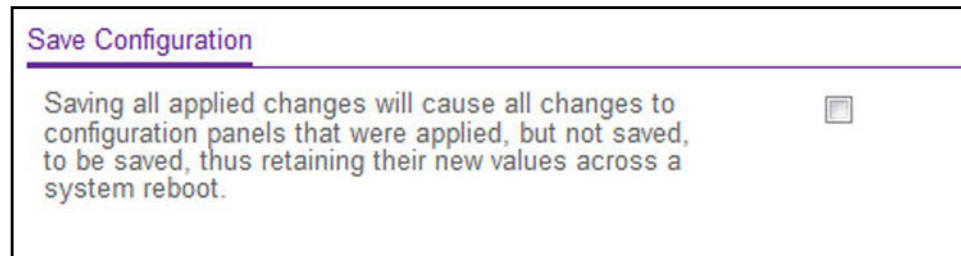 Save Configuration
Saving all applied changes will cause all changes to
configuration panels that were applied, but not saved,
to be saved, thus retaining their new values across a
system reboot.